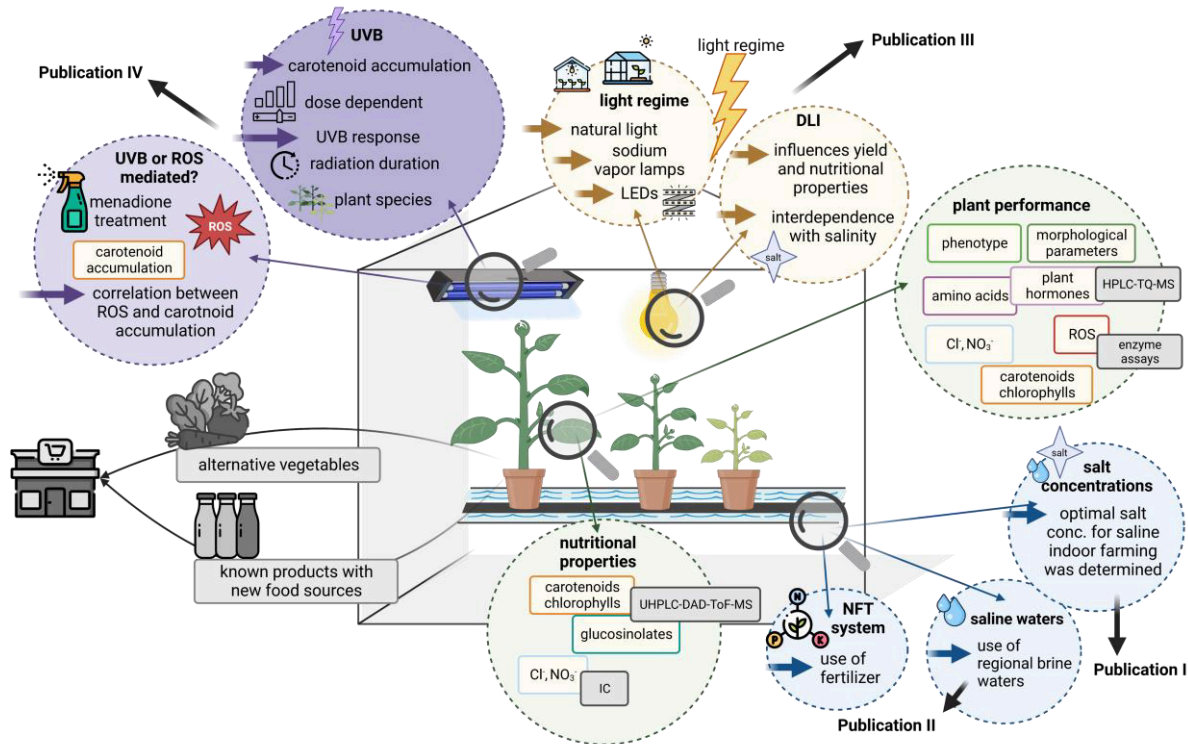 Publication IV
UVB
carotenoid accumulation
dose dependent
UVB response
radiation duration
plant species
UVB or ROS
mediated?
menadione
treatment
ROS
carotenoid
accumulation
correlation between
ROS and carotnoid
accumulation
light regime
natural light
sodium
vapor lamps
LEDs
light regime
Publication III
DLI
influences yield
and nutritional
properties
interdependence
with salinity
salt
plant performance
phenotype
morphological
parameters
amino acids
plant
hormones
HPLC-TQ-MS
Cl⁻, NO₃⁻
ROS
enzyme
assays
carotenoids
chlorophylls
alternative vegetables
known products with
new food sources
nutritional
properties
carotenoids
chlorophylls
UHPLC-DAD-ToF-MS
glucosinolates
Cl⁻, NO₃⁻
IC
N
P
K
NFT
system
use of
fertilizer
saline waters
use of
regional brine
waters
Publication II
salt
salt
concentrations
optimal salt
conc. for saline
indoor farming
was determined
Publication I